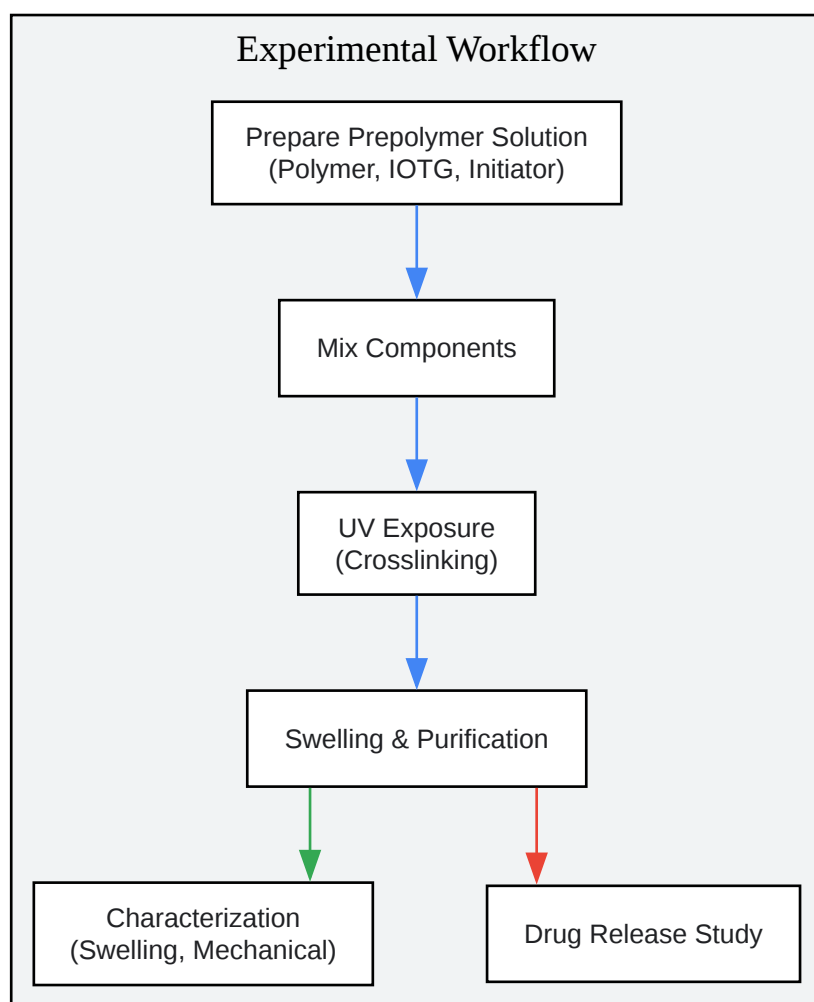 Experimental Workflow
Prepare Prepolymer Solution
(Polymer, IOTG, Initiator)
Mix Components
UV Exposure
(Crosslinking)
Swelling & Purification
Characterization
(Swelling, Mechanical)
Drug Release Study